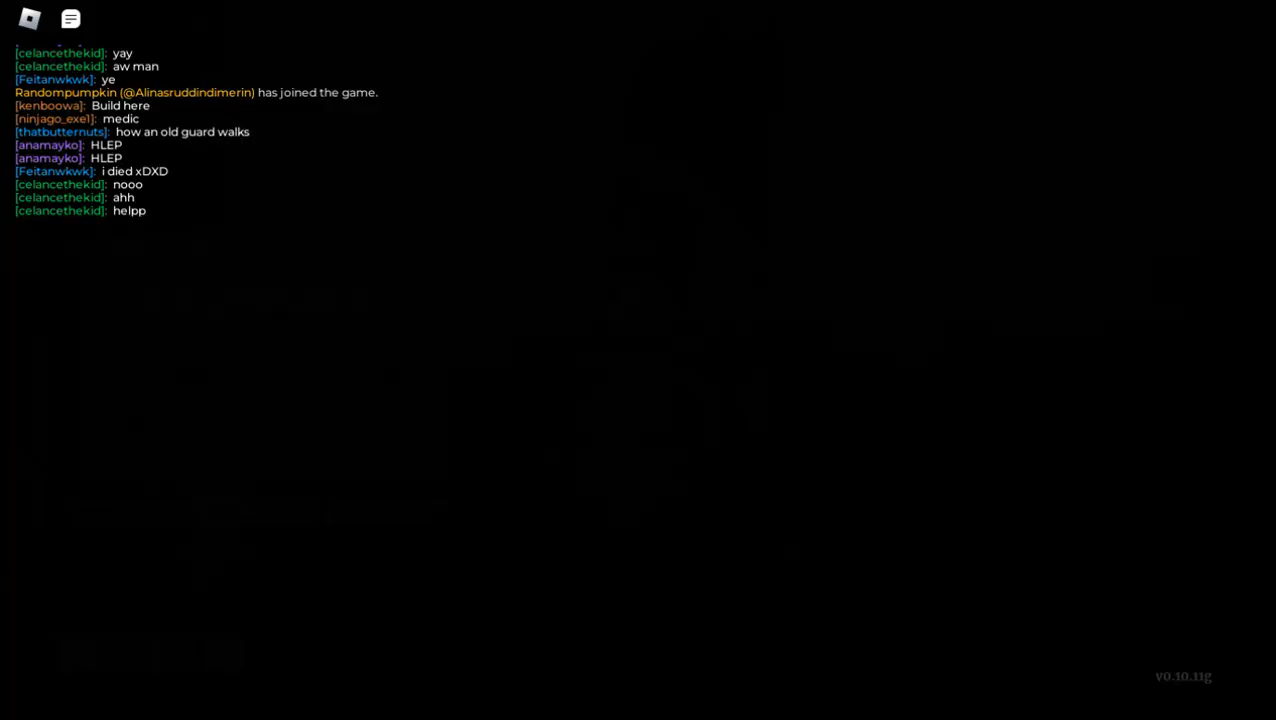 [celancethekid]: yay
[celancethekid]: aw man
[Feitanwkwk]: ye
Randompumpkin (@Alinasruddindimerin) has joined the game.
[kenboowa]: Build here
[ninjago_exe1]: medic
[thatbutternuts]: how an old guard walks
[anamayko]: HLEP
[anamayko]: HLEP
[Feitanwkwk]: i died xDXD
[celancethekid]: nooo
[celancethekid]: ahh
[celancethekid]: helpp
v0.10.11g